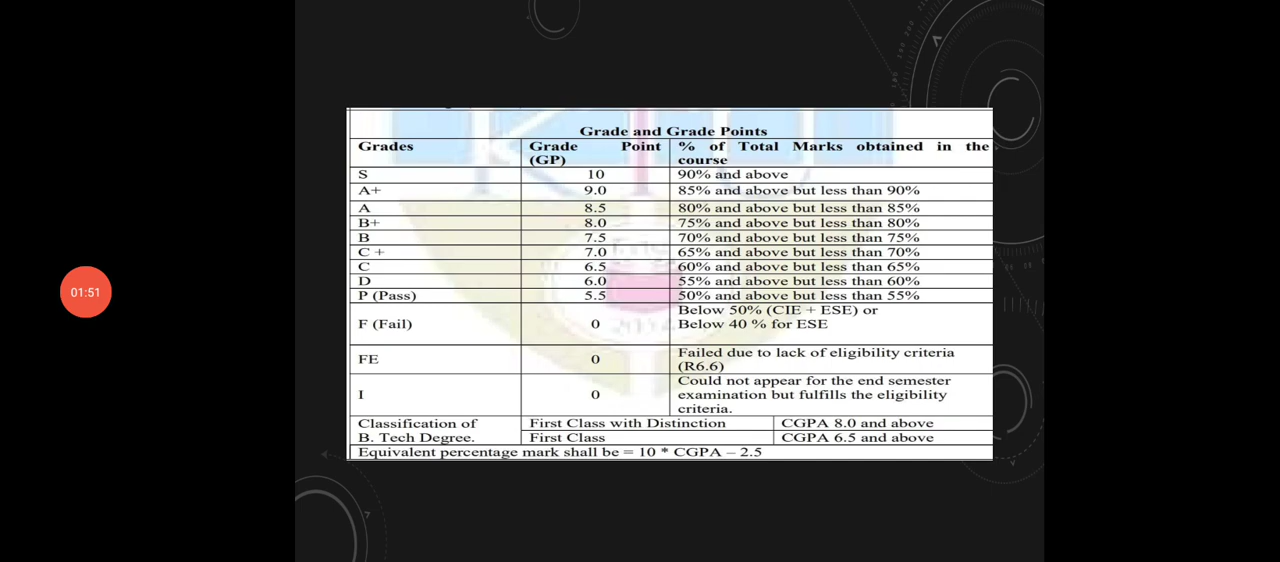 01:51
Grade and Grade Points
Grades Grade Point (GP) % of Total Marks obtained in the course
S 10 90% and above
A+ 9.0 85% and above but less than 90%
A 8.5 80% and above but less than 85%
B+ 8.0 75% and above but less than 80%
B 7.5 70% and above but less than 75%
C + 7.0 65% and above but less than 70%
C 6.5 60% and above but less than 65%
D 6.0 55% and above but less than 60%
P (Pass) 5.5 50% and above but less than 55%
F (Fail) 0 Below 50% (CIE + ESE) or
Below 40 % for ESE
FE 0 Failed due to lack of eligibility criteria
(R6.6)
I 0 Could not appear for the end semester
examination but fulfills the eligibility
criteria.
Classification of First Class with Distinction CGPA 8.0 and above
B. Tech Degree. First Class CGPA 6.5 and above
Equivalent percentage mark shall be = 10 * CGPA – 2.5